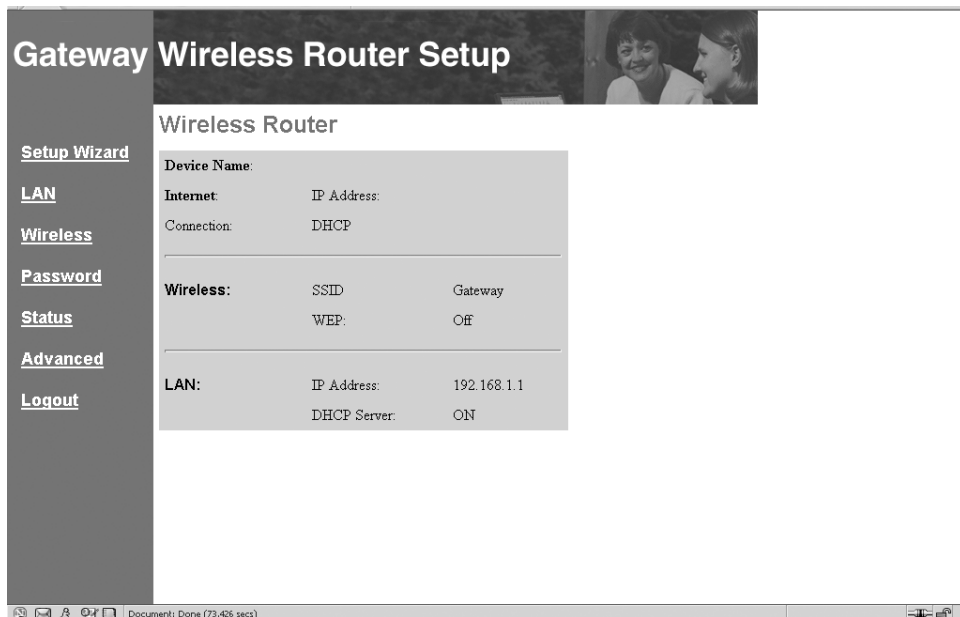 Gateway Wireless Router Setup
Wireless Router
Setup Wizard
LAN
Wireless
Password
Status
Advanced
Logout
Device Name:
Internet: IP Address:
Connection: DHCP
Wireless: SSID Gateway
WEP: Off
LAN: IP Address: 192.168.1.1
DHCP Server: ON
Document: Done (73.426 secs)